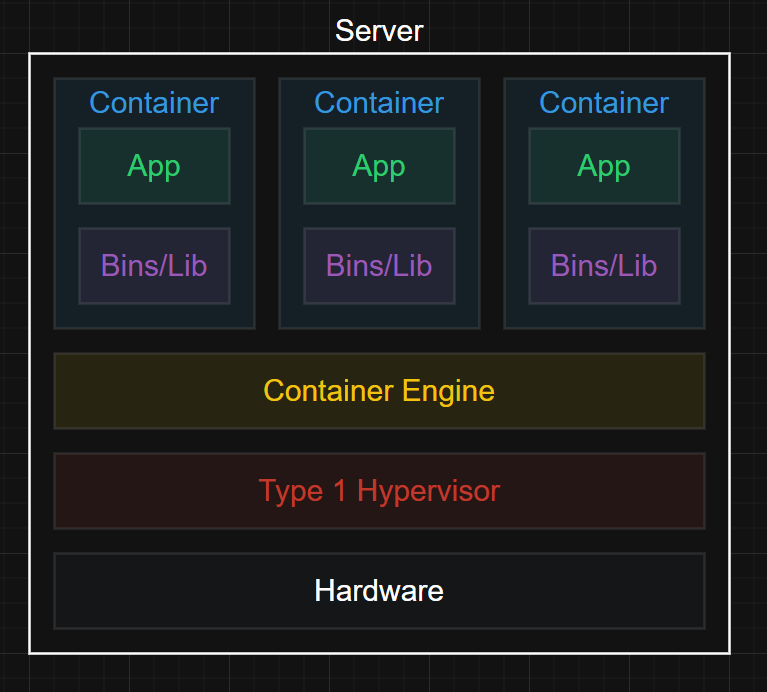 Server
Container
Container
Container
App
App
App
Bins/Lib
Bins/Lib
Bins/Lib
Container Engine
Type 1 Hypervisor
Hardware